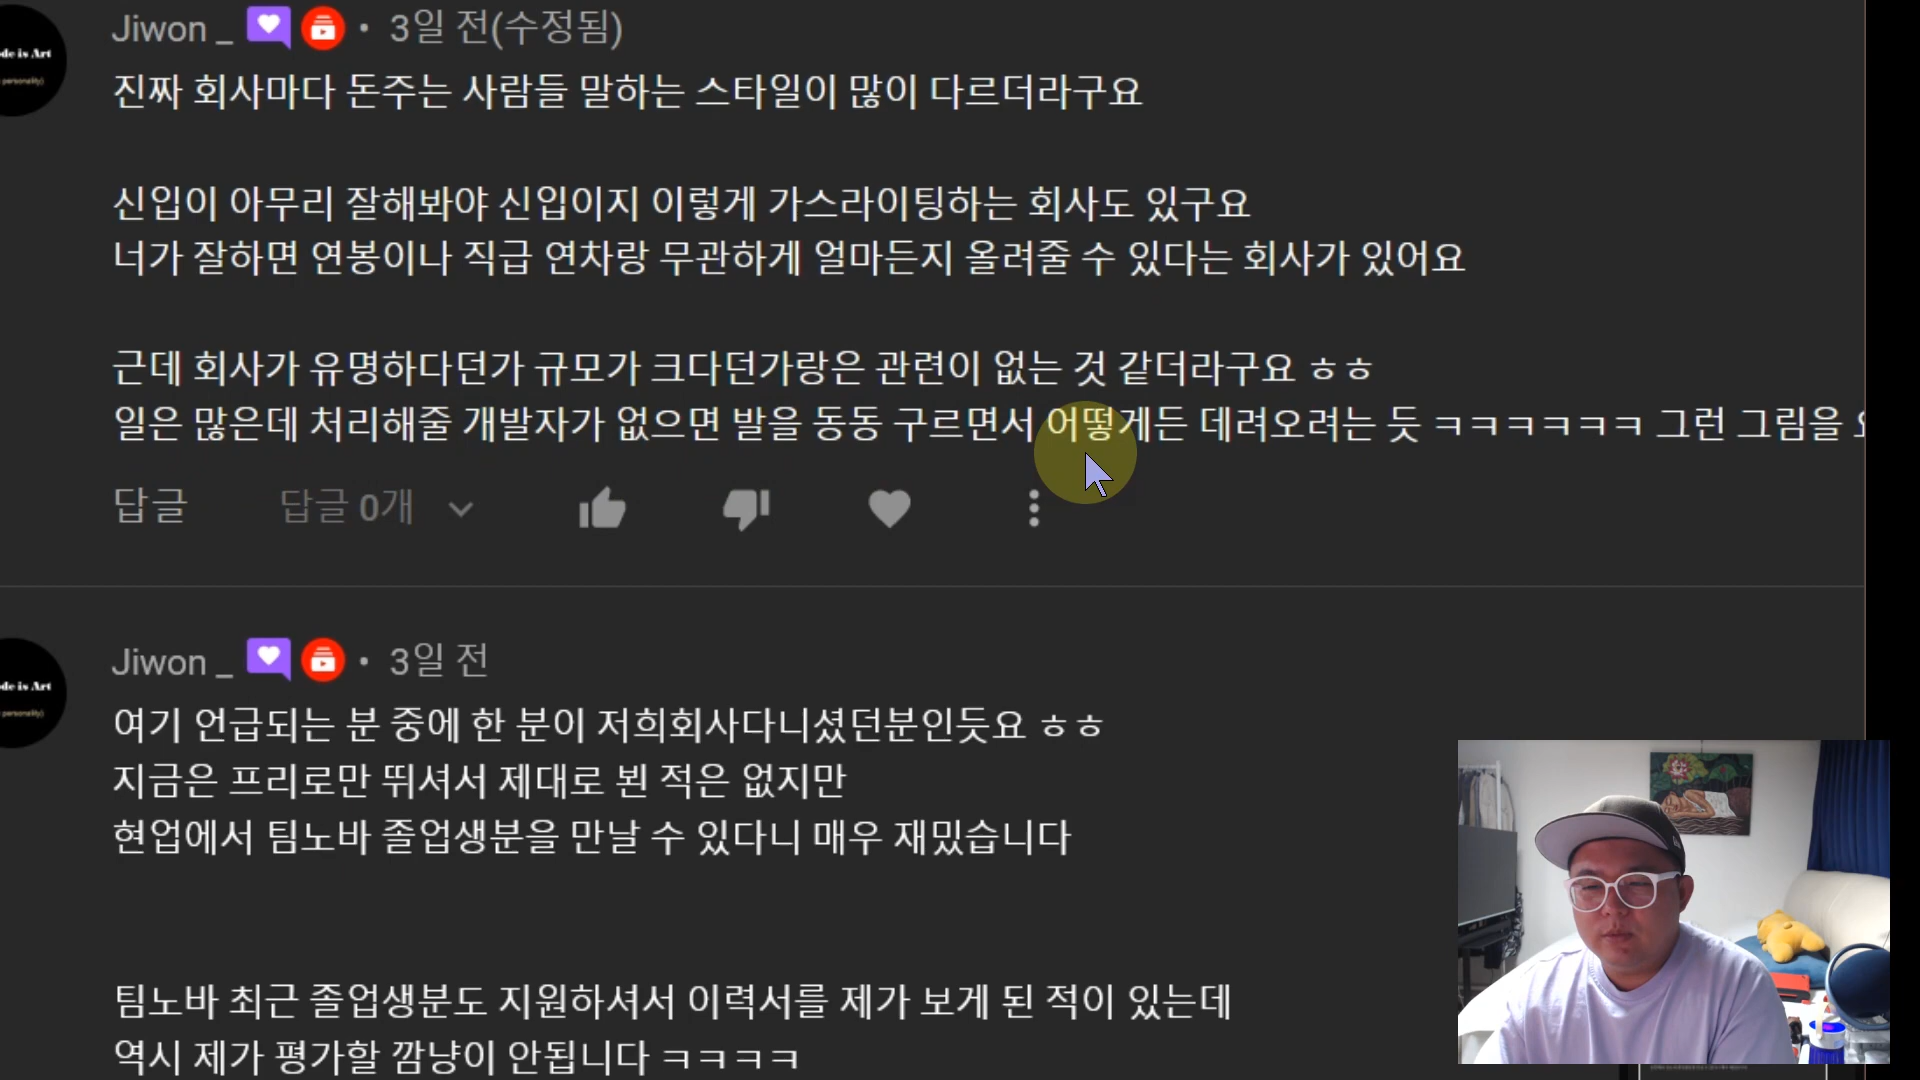 Jiwon _ • 3일 전(수정됨)
진짜 회사마다 돈주는 사람들 말하는 스타일이 많이 다르더라구요
신입이 아무리 잘해봐야 신입이지 이렇게 가스라이팅하는 회사도 있구요
너가 잘하면 연봉이나 직급 연차랑 무관하게 얼마든지 올려줄 수 있다는 회사가 있어요
근데 회사가 유명하다던가 규모가 크다던가랑은 관련이 없는 것 같더라구요 ㅎㅎ
일은 많은데 처리해줄 개발자가 없으면 발을 동동 구르면서 어떻게든 데려오려는 듯 ㅋㅋㅋㅋㅋㅋ 그런 그림을
답글 답글 0개
Jiwon _ • 3일 전
여기 언급되는 분 중에 한 분이 저희회사다니셨던분인듯요 ㅎㅎ
지금은 프리로만 뛰셔서 제대로 뵌 적은 없지만
현업에서 팀노바 졸업생분을 만날 수 있다니 매우 재밌습니다
팀노바 최근 졸업생분도 지원하셔서 이력서를 제가 보게 된 적이 있는데
역시 제가 평가할 깜냥이 안됩니다 ㅋㅋㅋㅋ
de is Art
personality)
de is Art
personality)